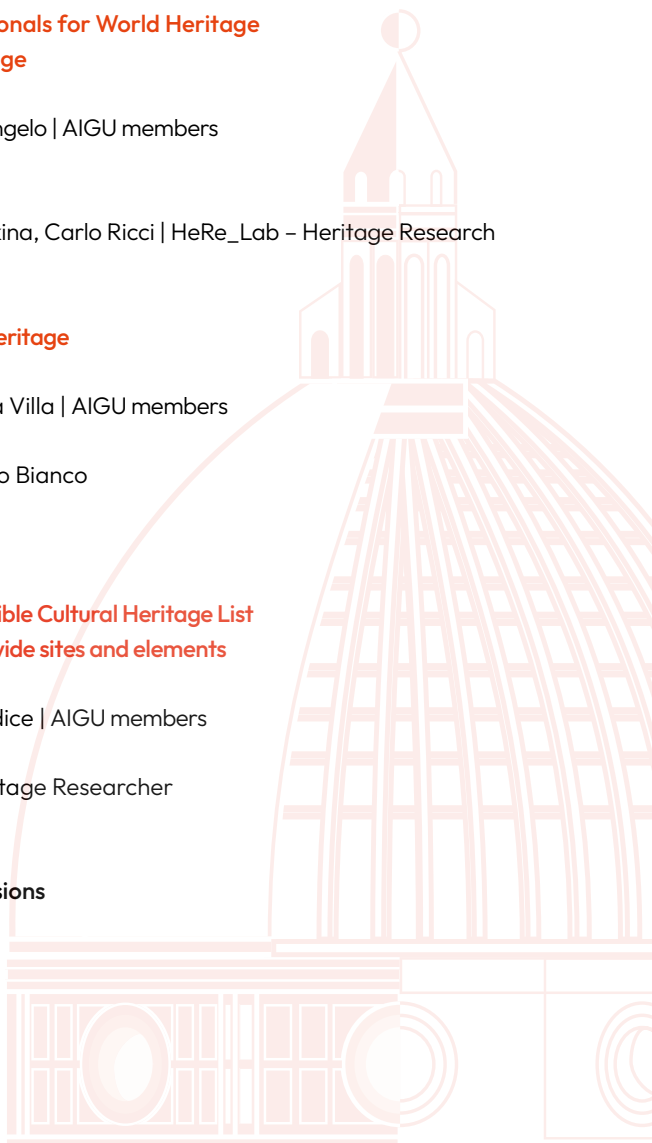 onals for World Heritage
ge
ngelo | AIGU members
ina, Carlo Ricci | HeRe_Lab – Heritage Research
eritage
a Villa | AIGU members
o Bianco
ible Cultural Heritage List
vide sites and elements
dice | AIGU members
tage Researcher
sions